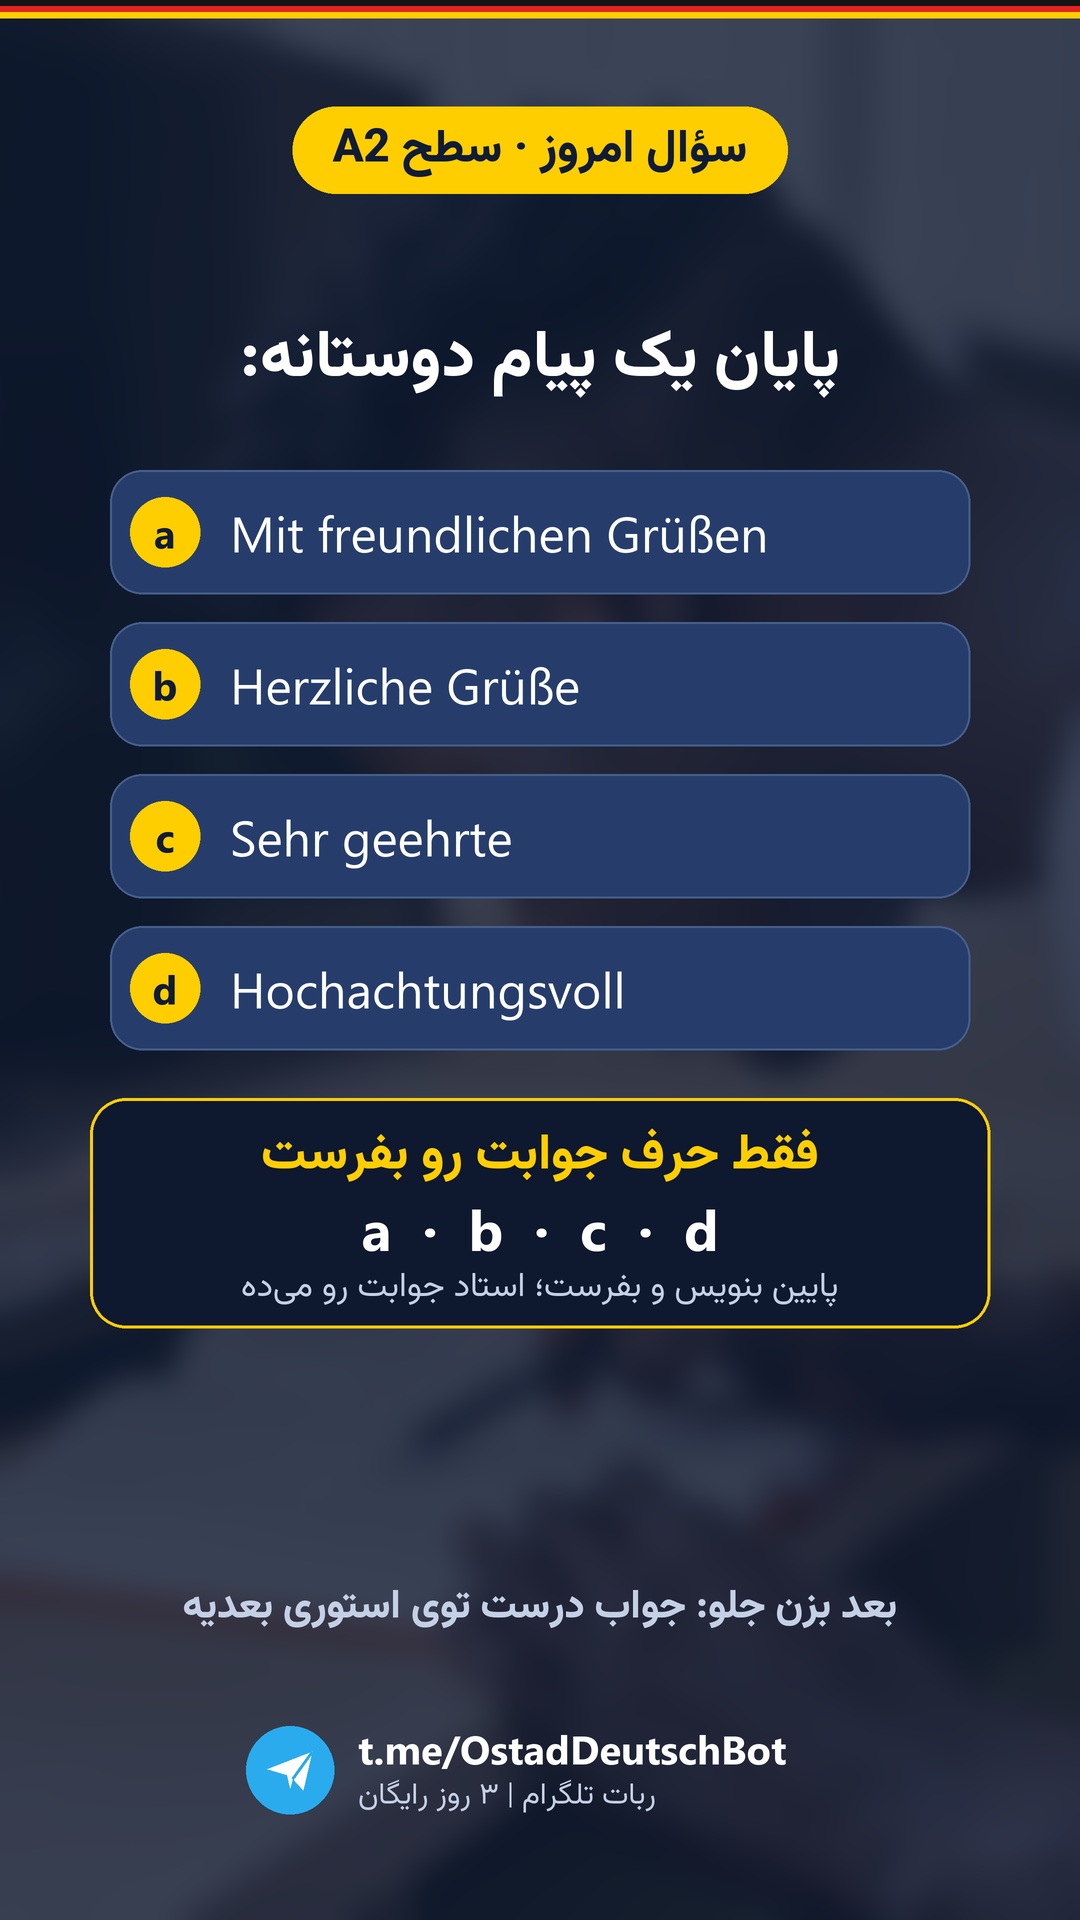 سؤال امروز · سطح A2
پایان یک پیام دوستانه:
a Mit freundlichen Grüßen
b Herzliche Grüße
c Sehr geehrte
d Hochachtungsvoll
فقط حرف جوابت رو بفرست
a · b · c · d
پایین بنویس و بفرست؛ استاد جوابت رو می‌ده
بعد بزن جلو: جواب درست توی استوری بعدیه
t.me/OstadDeutschBot
ربات تلگرام | ۳ روز رایگان